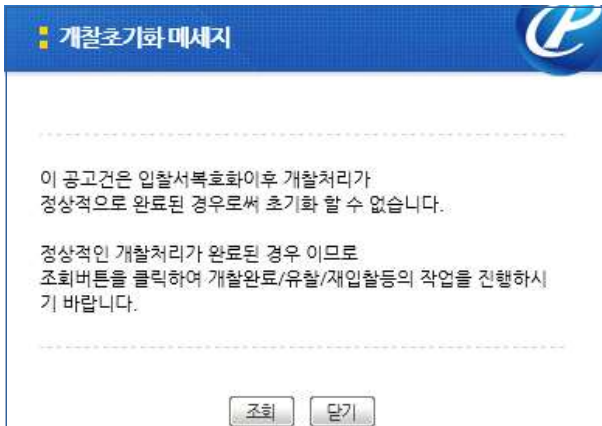 개찰초기화 메세지
이 공고건은 입찰서복호화이후 개찰처리가
정상적으로 완료된 경우로써 초기화 할 수 없습니다.
정상적인 개찰처리가 완료된 경우 이므로
조회버튼을 클릭하여 개찰완료/유찰/재입찰등의 작업을 진행하시
기 바랍니다.
조회 닫기